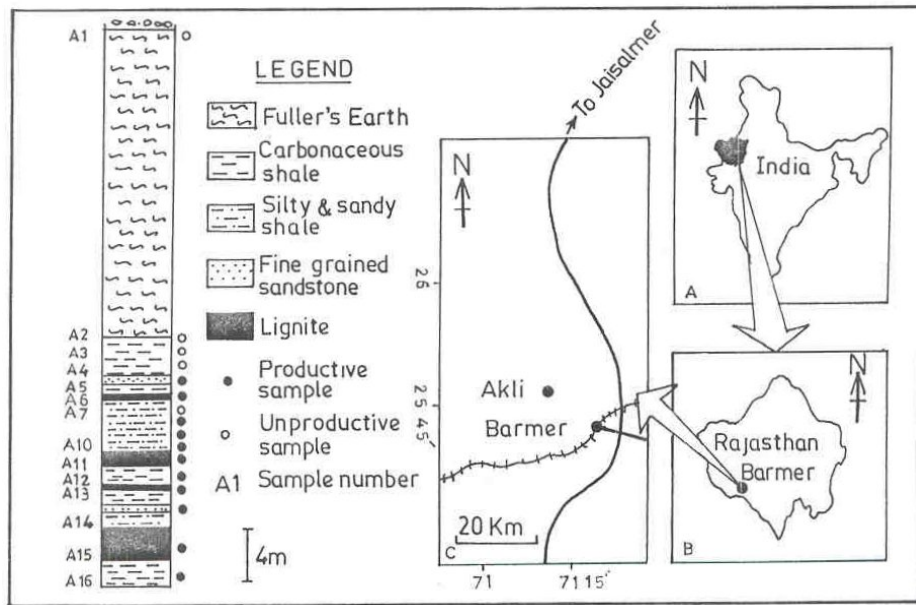 A1
A2
A3
A4
A5
A6
A7
A10
A11
A12
A13
A14
A15
A16
LEGEND
Fuller's Earth
Carbonaceous
shale
Silty & sandy
shale
Fine grained
sandstone
Lignite
Productive
sample
Unproductive
sample
A1 Sample number
4m
To Jaisalmer
N
26
25
45'
Akli
Barmer
20 Km
C
71
71 15'
N
India
A
N
Rajasthan
Barmer
B